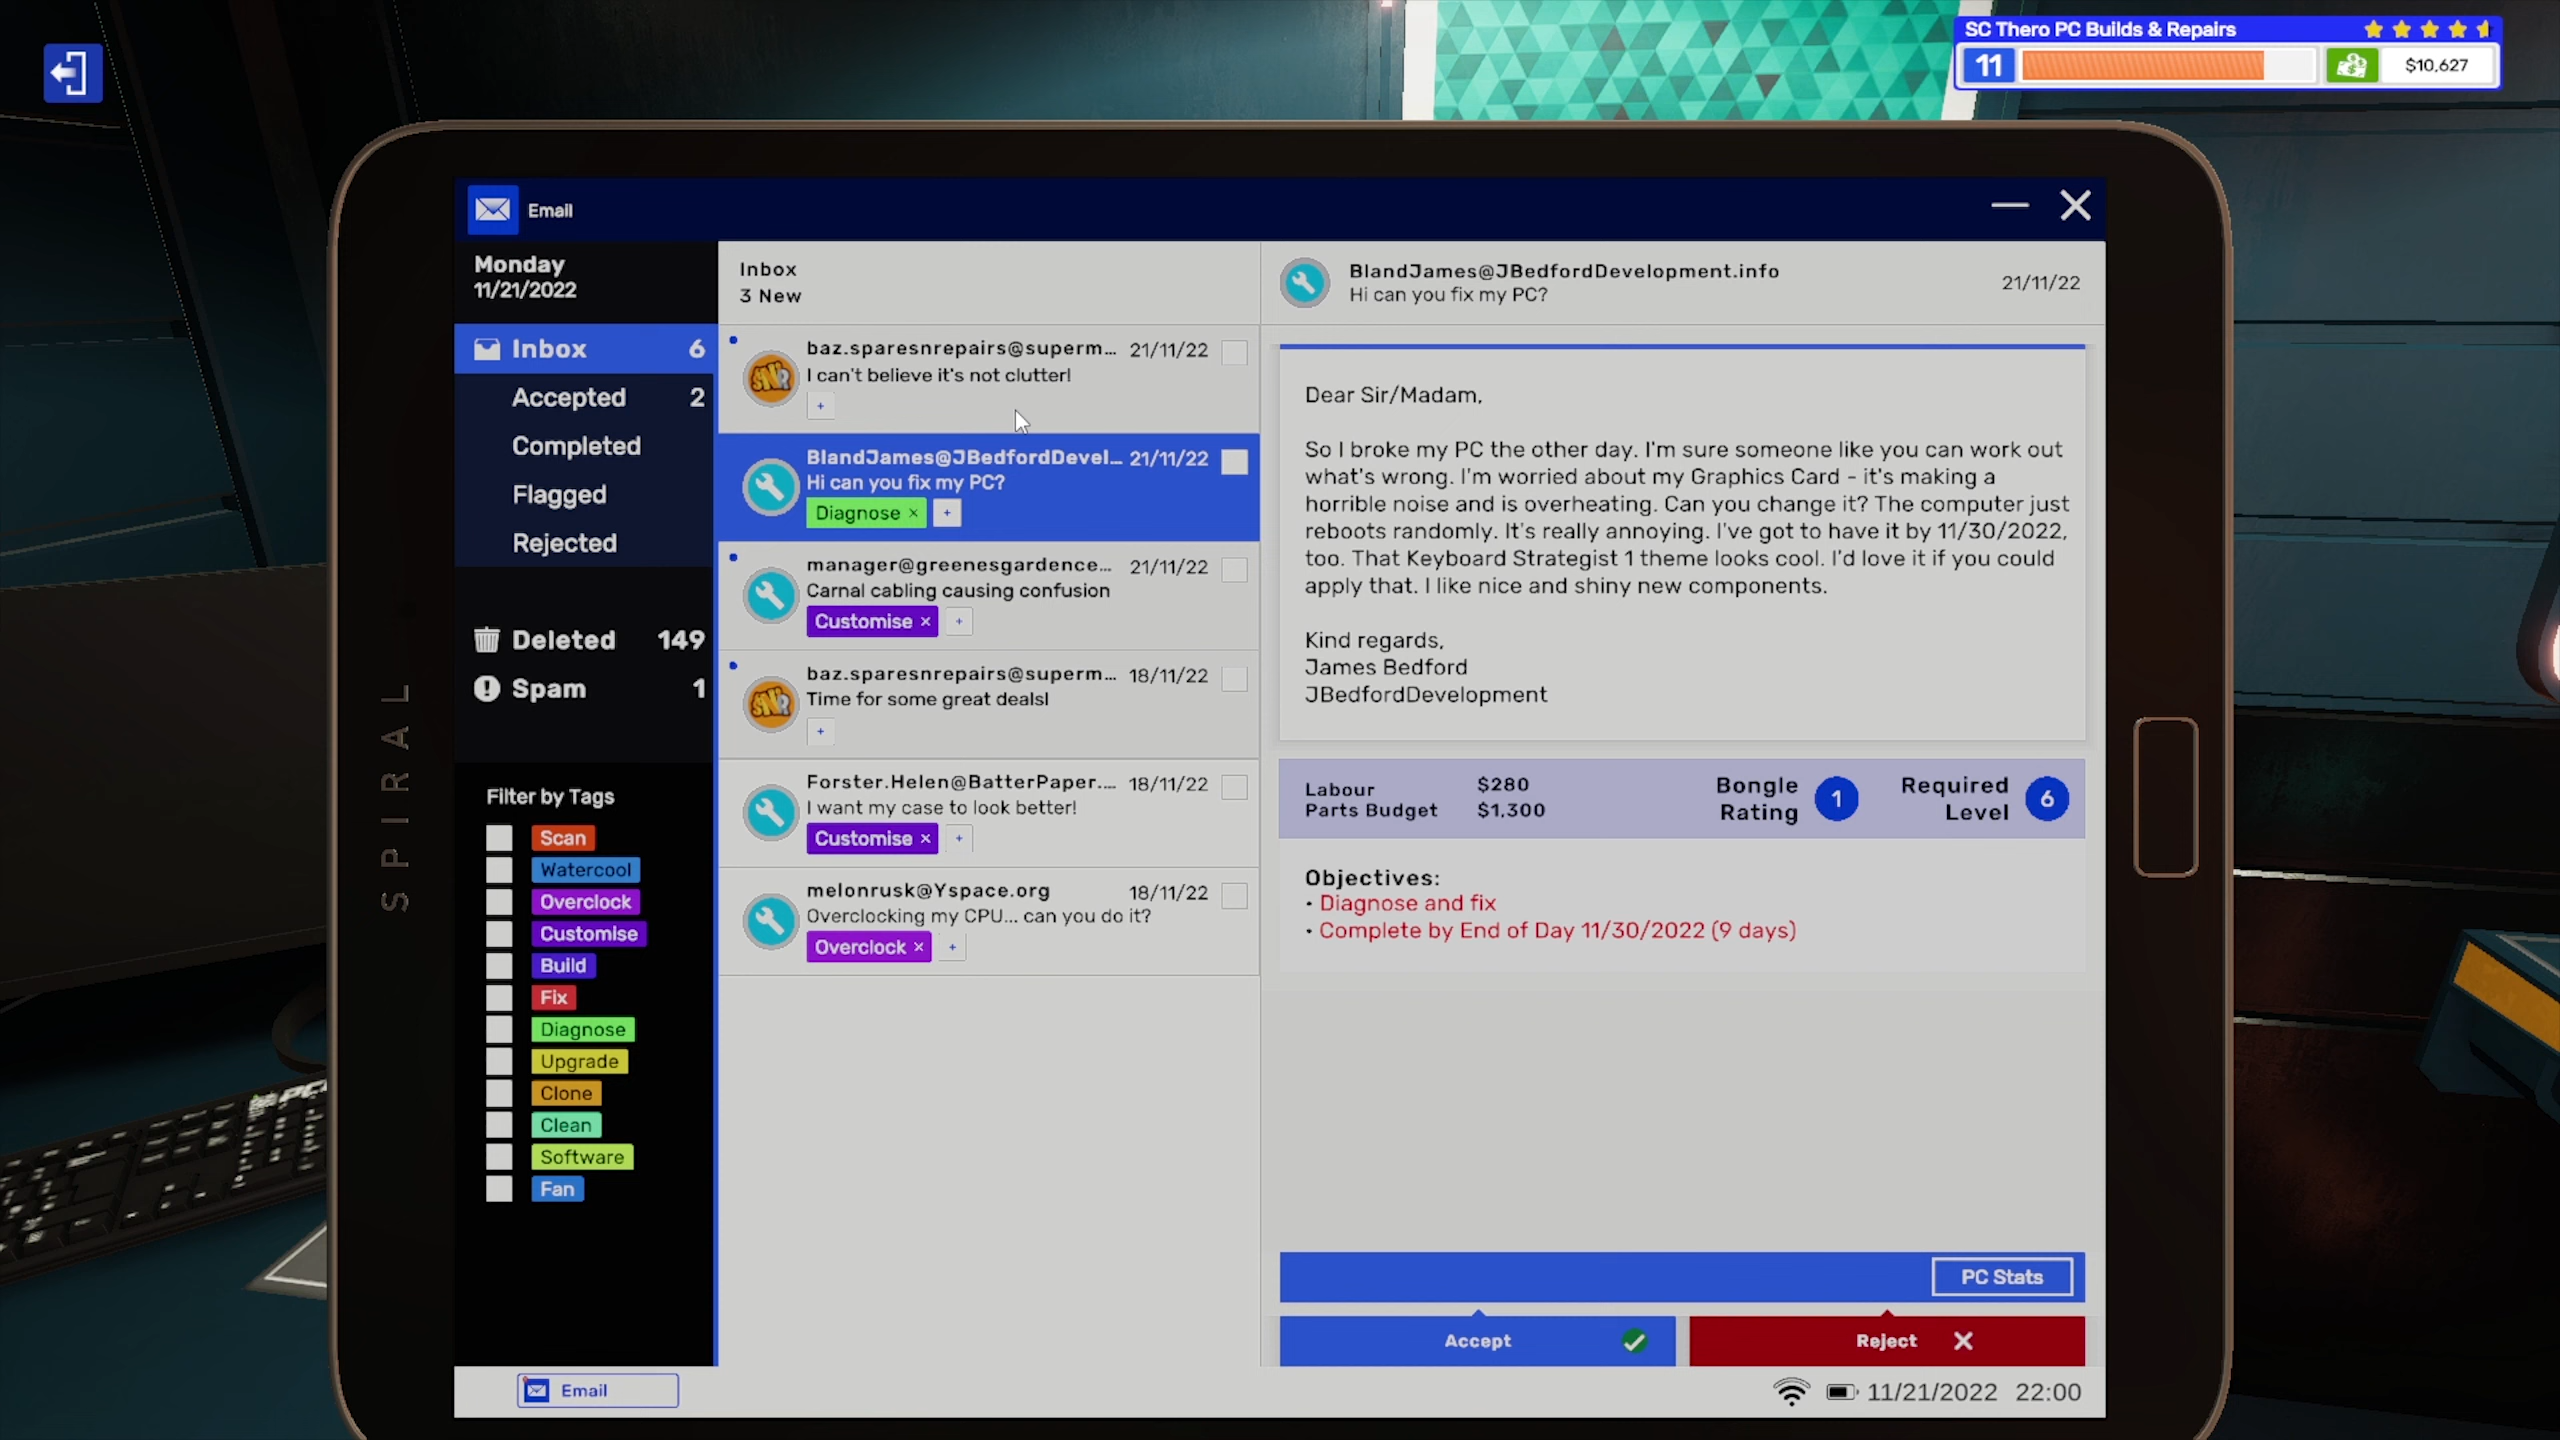 SC Thero PC Builds & Repairs
11
$10,627
Email
Monday
11/21/2022
Inbox 6
Accepted 2
Completed
Flagged
Rejected
Deleted 149
Spam 1
Filter by Tags
Scan
Watercool
Overclock
Customise
Build
Fix
Diagnose
Upgrade
Clone
Clean
Software
Fan
Inbox
3 New
baz.sparesnrepairs@superm... 21/11/22
I can't believe it's not clutter!
+
BlandJames@JBedfordDevel... 21/11/22
Hi can you fix my PC?
Diagnose × +
manager@greenesgardence... 21/11/22
Carnal cabling causing confusion
Customise × +
baz.sparesnrepairs@superm... 18/11/22
Time for some great deals!
+
Forster.Helen@BatterPaper.... 18/11/22
I want my case to look better!
Customise × +
melonrusk@Yspace.org 18/11/22
Overclocking my CPU... can you do it?
Overclock × +
BlandJames@JBedfordDevelopment.info
Hi can you fix my PC?
21/11/22
Dear Sir/Madam,
So I broke my PC the other day. I'm sure someone like you can work out
what's wrong. I'm worried about my Graphics Card - it's making a
horrible noise and is overheating. Can you change it? The computer just
reboots randomly. It's really annoying. I've got to have it by 11/30/2022,
too. That Keyboard Strategist 1 theme looks cool. I'd love it if you could
apply that. I like nice and shiny new components.
Kind regards,
James Bedford
JBedfordDevelopment
Labour $280
Parts Budget $1,300
Bongle
Rating
1
Required
Level
6
Objectives:
• Diagnose and fix
• Complete by End of Day 11/30/2022 (9 days)
PC Stats
Accept
Reject
Email
11/21/2022 22:00
SPIRAL
SNR
SNR